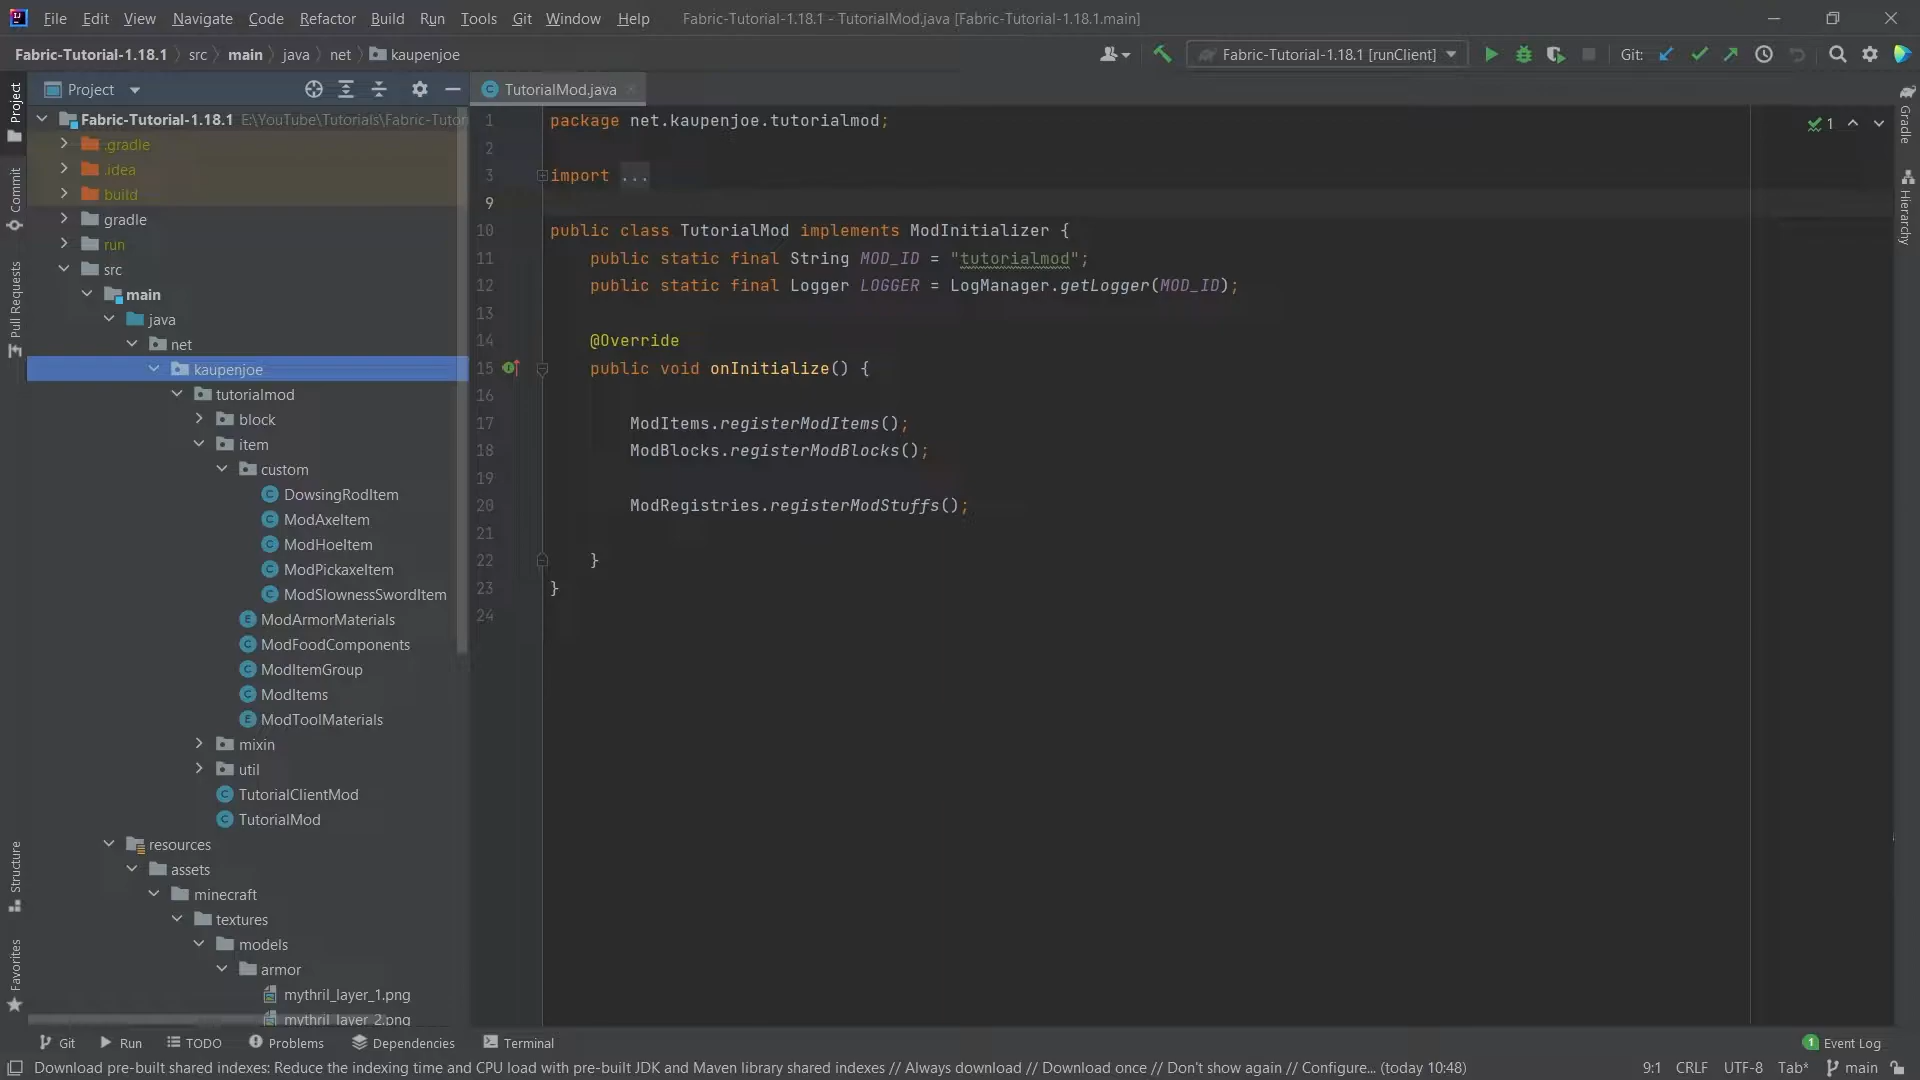 File Edit View Navigate Code Refactor Build Run Tools Git Window Help Fabric-Tutorial-1.18.1 - TutorialMod.java [Fabric-Tutorial-1.18.1.main]
Fabric-Tutorial-1.18.1 src main java net kaupenjoe Fabric-Tutorial-1.18.1 [runClient] Git:
Project
Commit
Pull Requests
Structure
Favorites
Project
Fabric-Tutorial-1.18.1 E:\YouTube\Tutorials\Fabric-Tutor
.gradle
.idea
build
gradle
run
src
main
java
net
kaupenjoe
tutorialmod
block
item
custom
DowsingRodItem
ModAxeItem
ModHoeItem
ModPickaxeItem
ModSlownessSwordItem
ModArmorMaterials
ModFoodComponents
ModItemGroup
ModItems
ModToolMaterials
mixin
util
TutorialClientMod
TutorialMod
resources
assets
minecraft
textures
models
armor
mythril_layer_1.png
mythril_layer_2.png
TutorialMod.java
1 package net.kaupenjoe.tutorialmod;
2
3 import ...
9
10 public class TutorialMod implements ModInitializer {
11 public static final String MOD_ID = "tutorialmod";
12 public static final Logger LOGGER = LogManager.getLogger(MOD_ID);
13
14 @Override
15 public void onInitialize() {
16
17 ModItems.registerModItems();
18 ModBlocks.registerModBlocks();
19
20 ModRegistries.registerModStuffs();
21
22 }
23 }
24
1
Gradle
Hierarchy
Git Run TODO Problems Dependencies Terminal 1 Event Log
Download pre-built shared indexes: Reduce the indexing time and CPU load with pre-built JDK and Maven library shared indexes // Always download // Download once // Don't show again // Configure... (today 10:48) 9:1 CRLF UTF-8 Tab* main